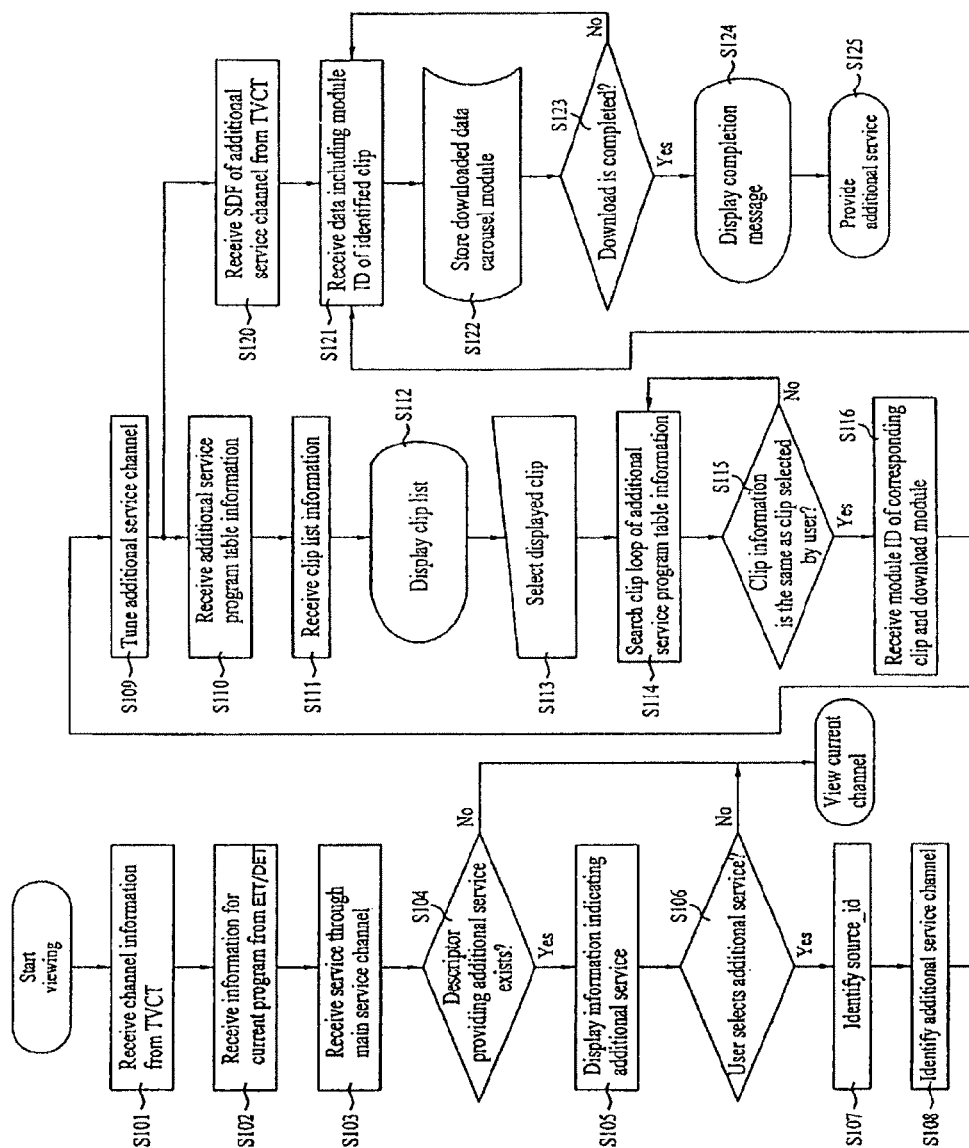 Start
viewing
Receive channel information
from TVCT
S101
Receive information for
current program from EIT/DET
S102
Receive service through
main service channel
S103
Descriptor
providing additional service
exists?
S104
No
Yes
Display information indicating
additional service
S105
User selects additional service?
S106
No
Yes
View current
channel
Identify source_id
S107
Identify additional service channel
S108
Tune additional service channel
S109
Receive additional service
program table information
S110
Receive clip list information
S111
Display clip list
S112
Select displayed clip
S113
Search clip loop of additional
service program table information
S114
Clip information
is the same as clip selected
by user?
S115
No
Yes
Receive module ID of corresponding
clip and download module
S116
Receive SDF of additional
service channel from TVCT
S120
Receive data including module
ID of identified clip
S121
Store downloaded data
carousel module
S122
Download is completed?
S123
No
Yes
Display completion
message
S124
Provide
additional service
S125